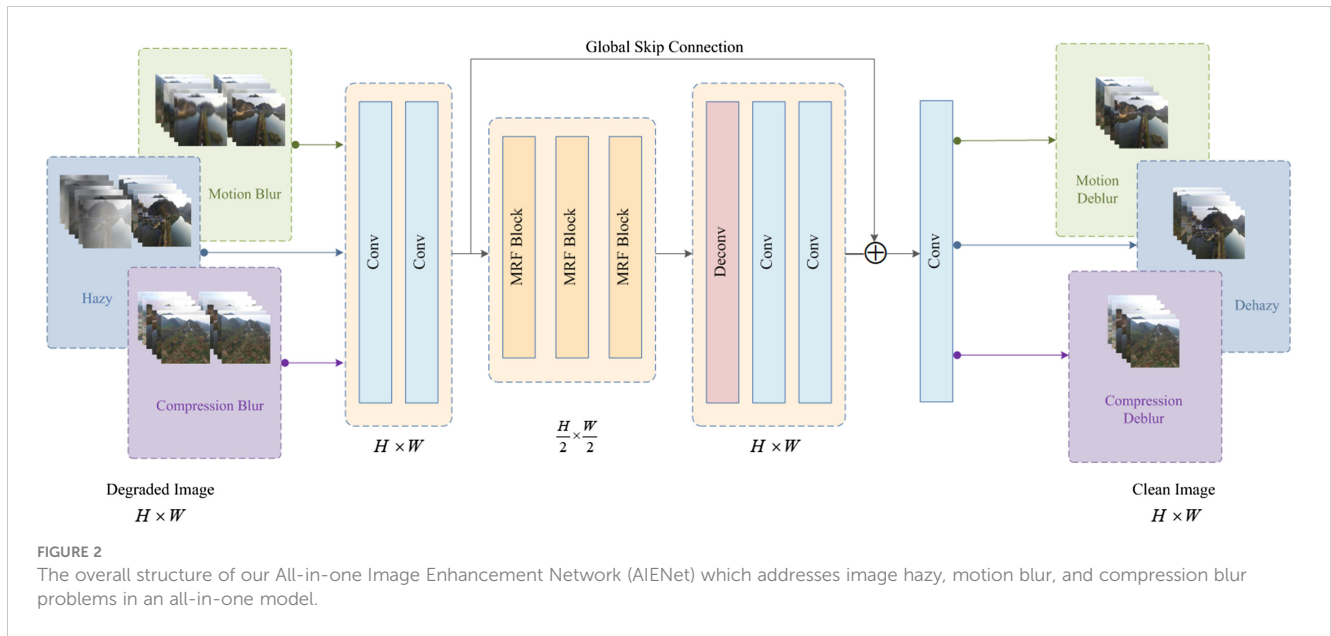 Global Skip Connection
Motion Blur
Hazy
Compression Blur
Degraded Image
H × W
Conv
Conv
H × W
MRF Block
MRF Block
MRF Block
H/2 × W/2
Deconv
Conv
Conv
H × W
Conv
Motion
Deblur
Dehazy
Compression
Deblur
Clean Image
H × W
FIGURE 2
The overall structure of our All-in-one Image Enhancement Network (AIENet) which addresses image hazy, motion blur, and compression blur
problems in an all-in-one model.